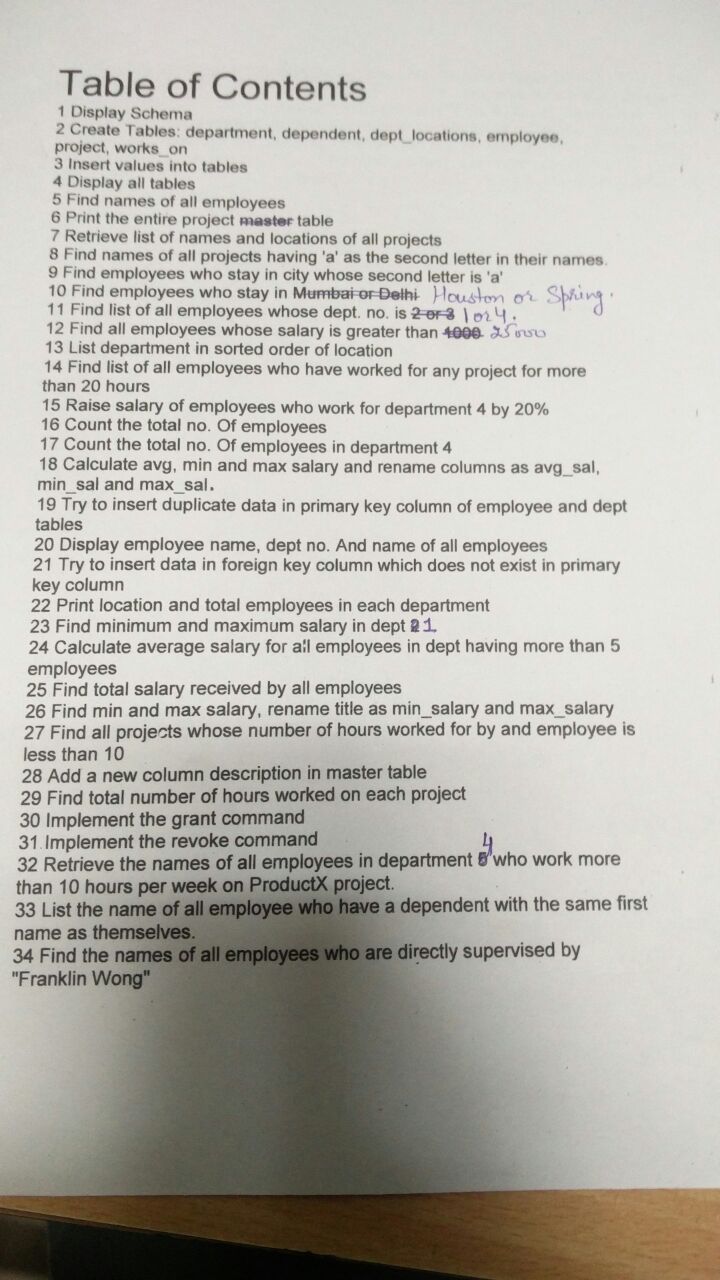 Table of Contents
1 Display Schema
2 Create Tables: department, dependent, dept_locations, employee,
project, works_on
3 Insert values into tables
4 Display all tables
5 Find names of all employees
6 Print the entire project master table
7 Retrieve list of names and locations of all projects
8 Find names of all projects having 'a' as the second letter in their names.
9 Find employees who stay in city whose second letter is 'a'
10 Find employees who stay in Mumbai or Delhi Houston or Spring.
11 Find list of all employees whose dept. no. is 2 or 3 1 or 4.
12 Find all employees whose salary is greater than 1000 25000
13 List department in sorted order of location
14 Find list of all employees who have worked for any project for more
than 20 hours
15 Raise salary of employees who work for department 4 by 20%
16 Count the total no. Of employees
17 Count the total no. Of employees in department 4
18 Calculate avg, min and max salary and rename columns as avg_sal,
min_sal and max_sal.
19 Try to insert duplicate data in primary key column of employee and dept
tables
20 Display employee name, dept no. And name of all employees
21 Try to insert data in foreign key column which does not exist in primary
key column
22 Print location and total employees in each department
23 Find minimum and maximum salary in dept 1
24 Calculate average salary for all employees in dept having more than 5
employees
25 Find total salary received by all employees
26 Find min and max salary, rename title as min_salary and max_salary
27 Find all projects whose number of hours worked for by and employee is
less than 10
28 Add a new column description in master table
29 Find total number of hours worked on each project
30 Implement the grant command
31 Implement the revoke command
32 Retrieve the names of all employees in department 5 4 who work more
than 10 hours per week on ProductX project.
33 List the name of all employee who have a dependent with the same first
name as themselves.
34 Find the names of all employees who are directly supervised by
"Franklin Wong"